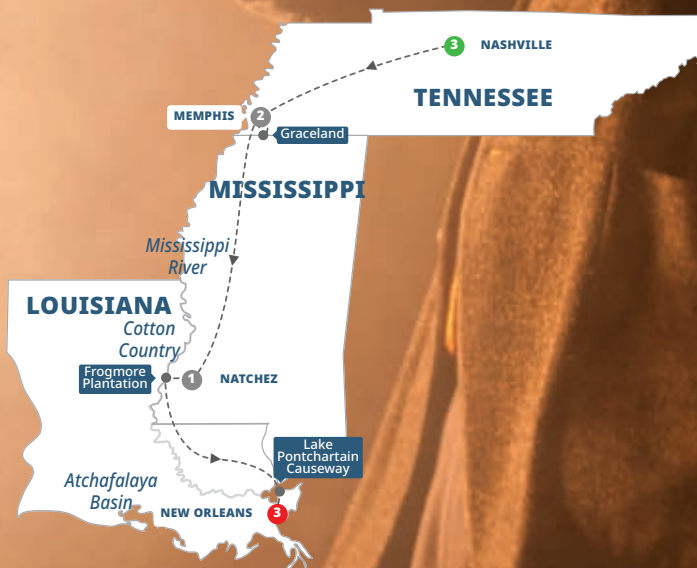 3 NASHVILLE
TENNESSEE
MEMPHIS 2
Graceland
MISSISSIPPI
Mississippi
River
LOUISIANA
Cotton
Country
Frogmore
Plantation
1 NATCHEZ
Lake
Pontchartain
Causeway
Atchafalaya
Basin
NEW ORLEANS 3